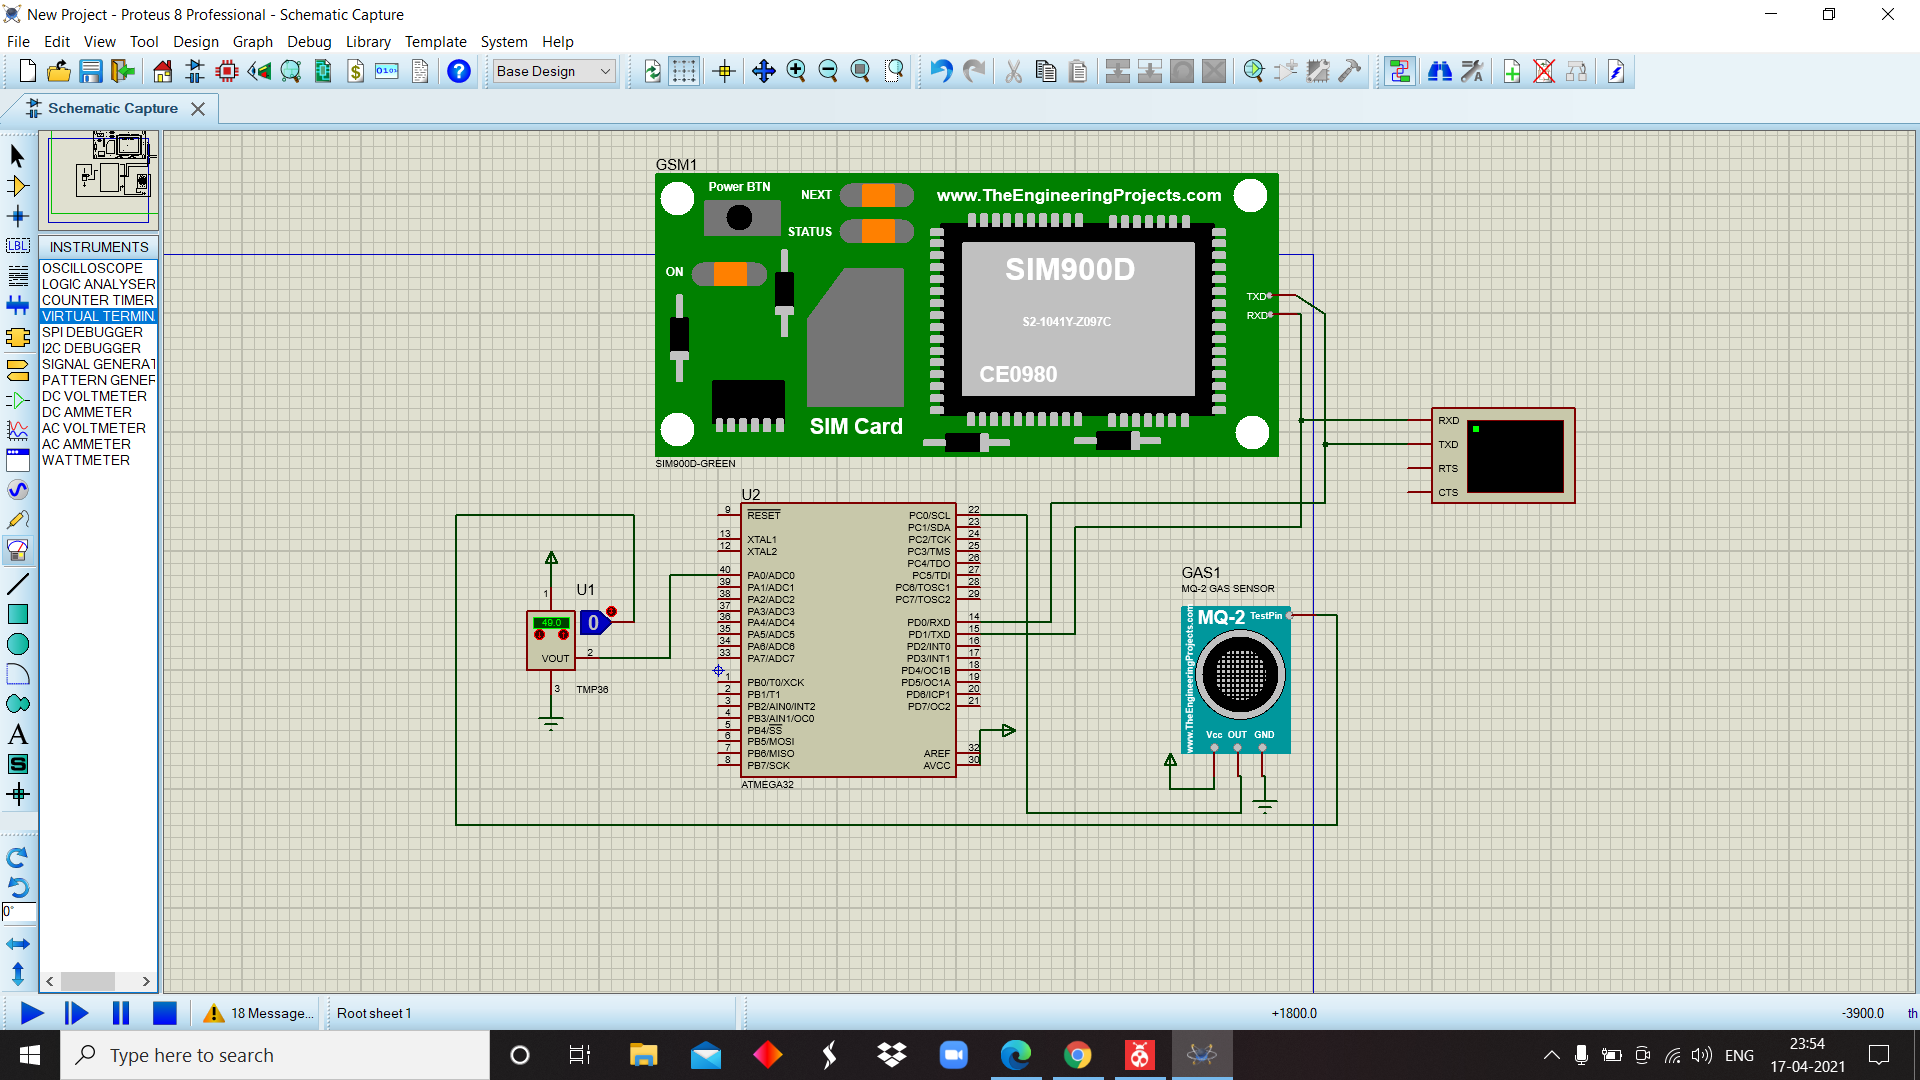 New Project - Proteus 8 Professional - Schematic Capture
File Edit View Tool Design Graph Debug Library Template System Help
Base Design
Schematic Capture
INSTRUMENTS
OSCILLOSCOPE
LOGIC ANALYSER
COUNTER TIMER
VIRTUAL TERMIN
SPI DEBUGGER
I2C DEBUGGER
SIGNAL GENERAT
PATTERN GENER
DC VOLTMETER
DC AMMETER
AC VOLTMETER
AC AMMETER
WATTMETER
LBL
A
S
0°
GSM1
Power BTN
NEXT
STATUS
ON
www.TheEngineeringProjects.com
SIM900D
S2-1041Y-Z097C
CE0980
SIM Card
TXD
RXD
SIM900D-GREEN
RXD
TXD
RTS
CTS
U2
9 RESET
13 XTAL1
12 XTAL2
40 PA0/ADC0
39 PA1/ADC1
38 PA2/ADC2
37 PA3/ADC3
36 PA4/ADC4
35 PA5/ADC5
34 PA6/ADC6
33 PA7/ADC7
1 PB0/T0/XCK
2 PB1/T1
3 PB2/AIN0/INT2
4 PB3/AIN1/OC0
5 PB4/SS
6 PB5/MOSI
7 PB6/MISO
8 PB7/SCK
PC0/SCL 22
PC1/SDA 23
PC2/TCK 24
PC3/TMS 25
PC4/TDO 26
PC5/TDI 27
PC6/TOSC1 28
PC7/TOSC2 29
PD0/RXD 14
PD1/TXD 15
PD2/INT0 16
PD3/INT1 17
PD4/OC1B 18
PD5/OC1A 19
PD6/ICP1 20
PD7/OC2 21
AREF 32
AVCC 30
ATMEGA32
U1
1
49.0
0
VOUT
2
3
TMP36
GAS1
MQ-2 GAS SENSOR
MQ-2 TestPin
www.TheEngineeringProjects.com
Vcc OUT GND
18 Message...
Root sheet 1
+1800.0
-3900.0
th
Type here to search
ENG
23:54
17-04-2021